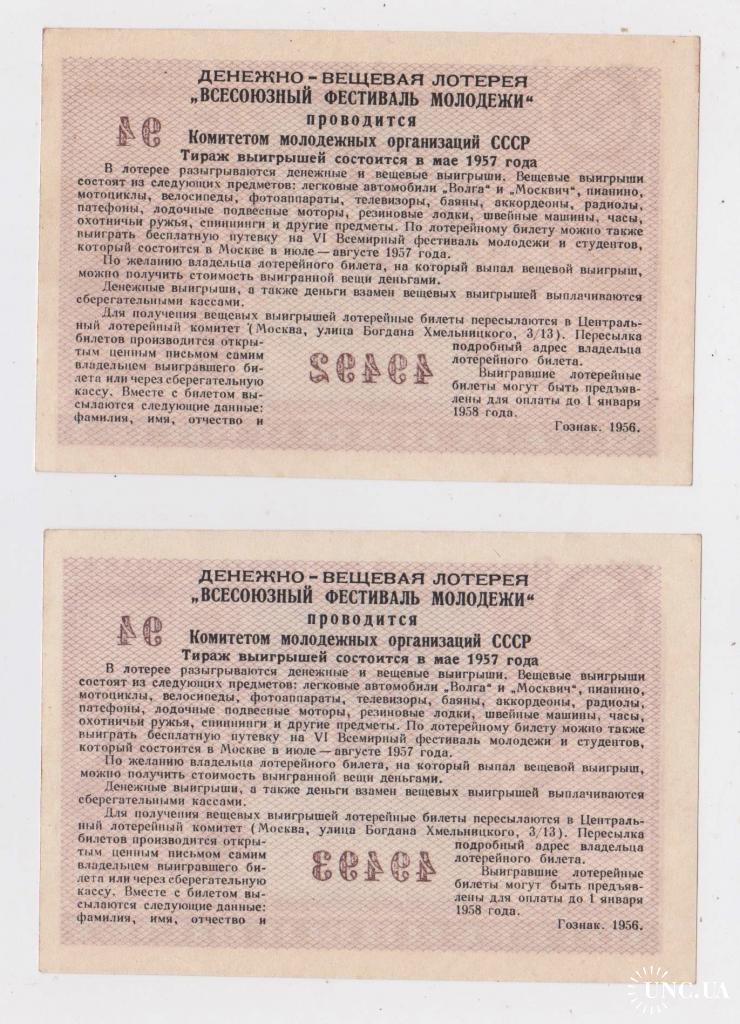 ДЕНЕЖНО – ВЕЩЕВАЯ ЛОТЕРЕЯ
„ВСЕСОЮЗНЫЙ ФЕСТИВАЛЬ МОЛОДЕЖИ“
проводится
94
Комитетом молодежных организаций СССР
Тираж выигрышей состоится в мае 1957 года
В лотерее разыгрываются денежные и вещевые выигрыши. Вещевые выигрыши
состоят из следующих предметов: легковые автомобили „Волга“ и „Москвич“, пианино,
мотоциклы, велосипеды, фотоаппараты, телевизоры, баяны, аккордеоны, радиолы,
патефоны, лодочные подвесные моторы, резиновые лодки, швейные машины, часы,
охотничьи ружья, спиннинги и другие предметы. По лотерейному билету можно также
выиграть бесплатную путевку на VI Всемирный фестиваль молодежи и студентов,
который состоится в Москве в июле — августе 1957 года.
По желанию владельца лотерейного билета, на который выпал вещевой выигрыш,
можно получить стоимость выигранной вещи деньгами.
Денежные выигрыши, а также деньги взамен вещевых выигрышей выплачиваются
сберегательными кассами.
Для получения вещевых выигрышей лотерейные билеты пересылаются в Централь-
ный лотерейный комитет (Москва, улица Богдана Хмельницкого, 3/13). Пересылка
билетов производится откры-
тым ценным письмом самим
владельцем выигравшего би-
лета или через сберегательную
кассу. Вместе с билетом вы-
сылаются следующие данные:
фамилия, имя, отчество и
49492
подробный адрес владельца
лотерейного билета.
Выигравшие лотерейные
билеты могут быть предъяв-
лены для оплаты до 1 января
1958 года.
Гознак. 1956.
ДЕНЕЖНО – ВЕЩЕВАЯ ЛОТЕРЕЯ
„ВСЕСОЮЗНЫЙ ФЕСТИВАЛЬ МОЛОДЕЖИ“
проводится
94
Комитетом молодежных организаций СССР
Тираж выигрышей состоится в мае 1957 года
В лотерее разыгрываются денежные и вещевые выигрыши. Вещевые выигрыши
состоят из следующих предметов: легковые автомобили „Волга“ и „Москвич“, пианино,
мотоциклы, велосипеды, фотоаппараты, телевизоры, баяны, аккордеоны, радиолы,
патефоны, лодочные подвесные моторы, резиновые лодки, швейные машины, часы,
охотничьи ружья, спиннинги и другие предметы. По лотерейному билету можно также
выиграть бесплатную путевку на VI Всемирный фестиваль молодежи и студентов,
который состоится в Москве в июле — августе 1957 года.
По желанию владельца лотерейного билета, на который выпал вещевой выигрыш,
можно получить стоимость выигранной вещи деньгами.
Денежные выигрыши, а также деньги взамен вещевых выигрышей выплачиваются
сберегательными кассами.
Для получения вещевых выигрышей лотерейные билеты пересылаются в Централь-
ный лотерейный комитет (Москва, улица Богдана Хмельницкого, 3/13). Пересылка
билетов производится откры-
тым ценным письмом самим
владельцем выигравшего би-
лета или через сберегательную
кассу. Вместе с билетом вы-
сылаются следующие данные:
фамилия, имя, отчество и
49493
подробный адрес владельца
лотерейного билета.
Выигравшие лотерейные
билеты могут быть предъяв-
лены для оплаты до 1 января
1958 года.
Гознак. 1956.
UNC.UA